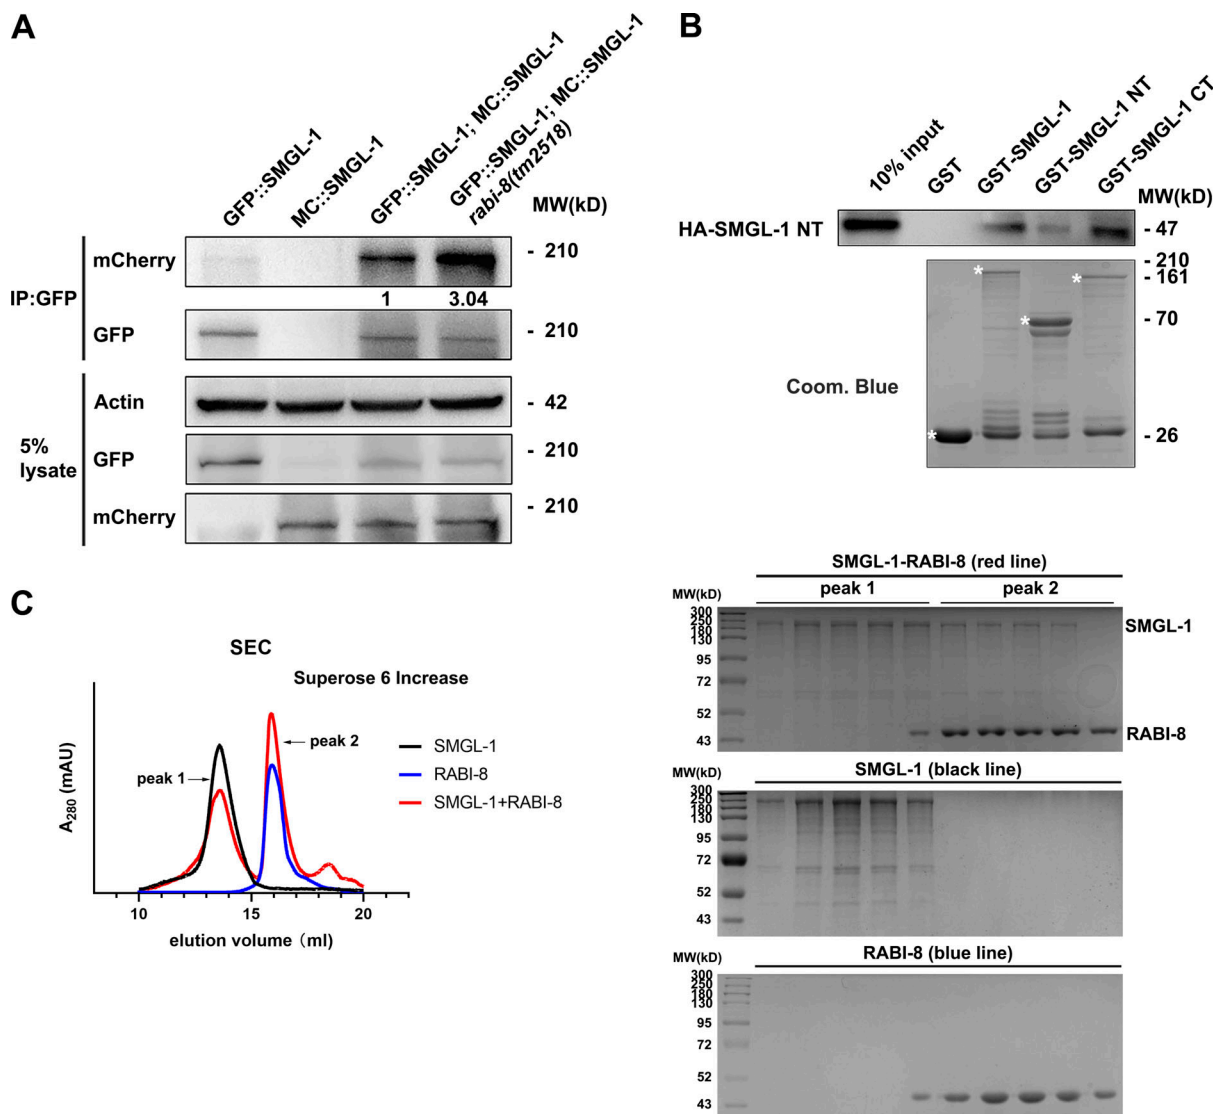 A
GFP::SMGL-1
MC::SMGL-1
GFP::SMGL-1; MC::SMGL-1
GFP::SMGL-1; MC::SMGL-1
rabi-8(tm2518)
MW(kD)
IP:GFP
mCherry
- 210
1 3.04
GFP
- 210
5%
lysate
Actin
- 42
GFP
- 210
mCherry
- 210
B
10% input
GST
GST-SMGL-1
GST-SMGL-1 NT
GST-SMGL-1 CT
MW(kD)
HA-SMGL-1 NT
- 47
- 210
* * - 161
* - 70
Coom. Blue
* - 26
C
SEC
Superose 6 Increase
peak 1
peak 2
SMGL-1
RABI-8
SMGL-1+RABI-8
A280 (mAU)
10 15 20
elution volume (ml)
SMGL-1-RABI-8 (red line)
MW(kD) peak 1 peak 2
300
250
180
130
95
72
52
43
SMGL-1
RABI-8
MW(kD) SMGL-1 (black line)
300
250
180
130
95
72
52
43
MW(kD) RABI-8 (blue line)
300
250
180
130
95
72
52
43